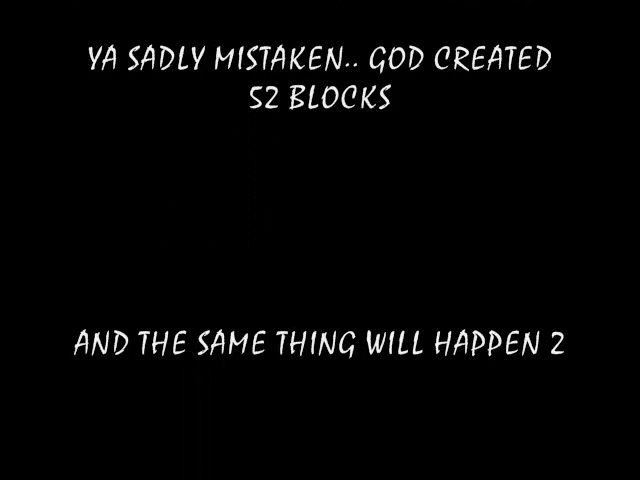 YA SADLY MISTAKEN.. GOD CREATED
52 BLOCKS
AND THE SAME THING WILL HAPPEN 2